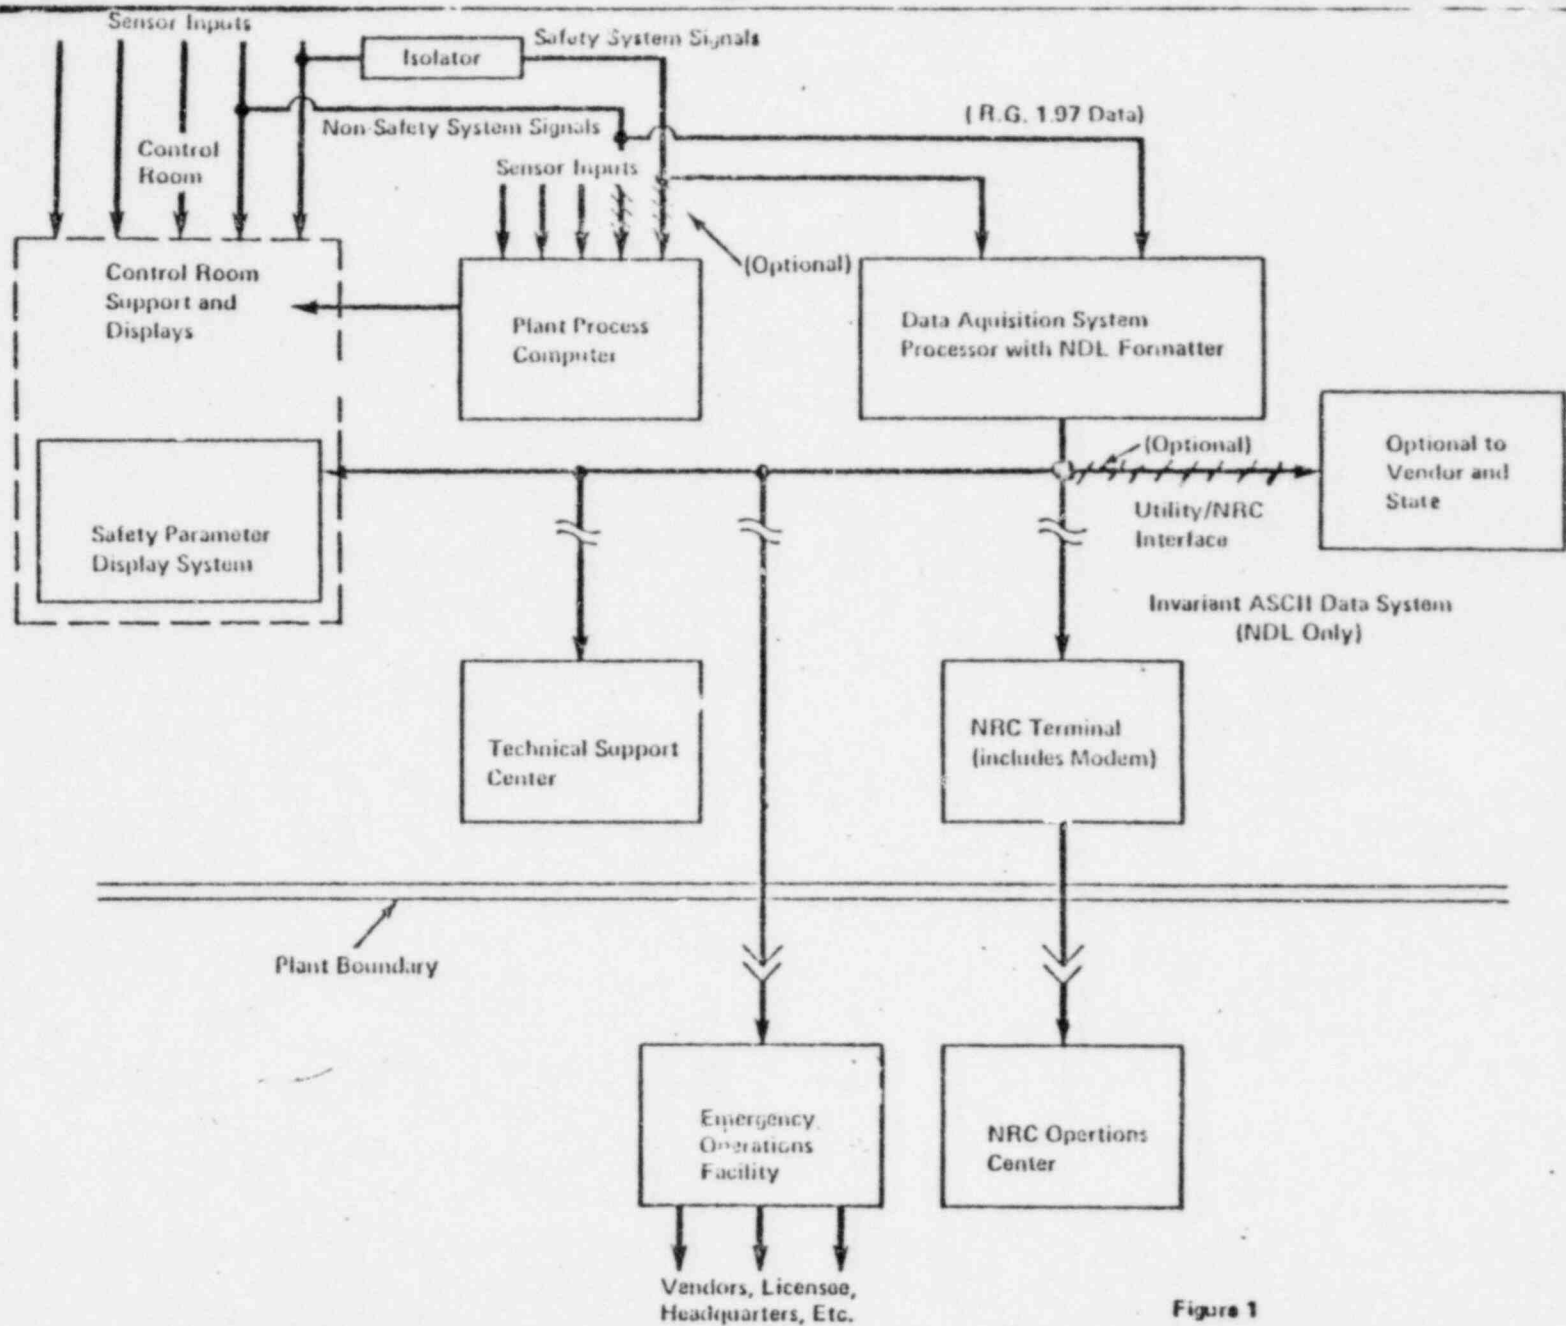 Sensor Inputs
Isolator
Safety System Signals
Non-Safety System Signals
( R.G. 1.97 Data)
Control
Room
Sensor Inputs
(Optional)
Control Room
Support and
Displays
Plant Process
Computer
Data Aquisition System
Processor with NDL Formatter
(Optional)
Optional to
Vendor and
State
Utility/NRC
Interface
Safety Parameter
Display System
Invariant ASCII Data System
(NDL Only)
Technical Support
Center
NRC Terminal
(includes Modem)
Plant Boundary
Emergency
Operations
Facility
NRC Opertions
Center
Vendors, Licensee,
Headquarters, Etc.
Figure 1